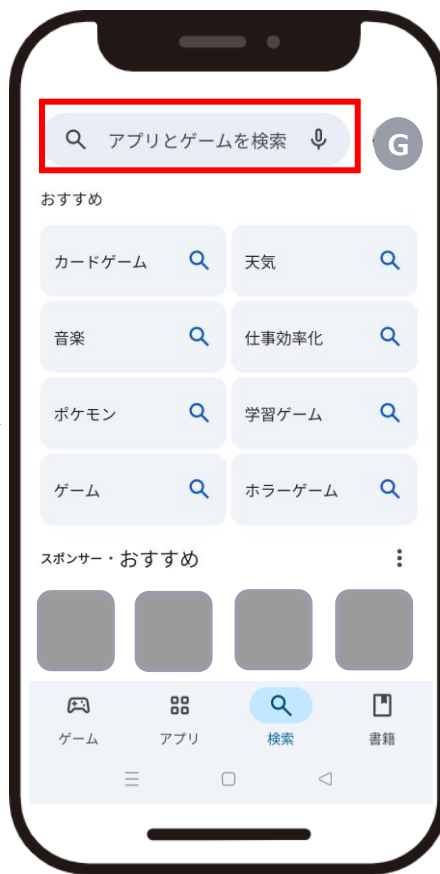 アプリとゲームを検索
G
おすすめ
カードゲーム
天気
音楽
仕事効率化
ポケモン
学習ゲーム
ゲーム
ホラーゲーム
スポンサー・おすすめ
ゲーム
アプリ
検索
書籍